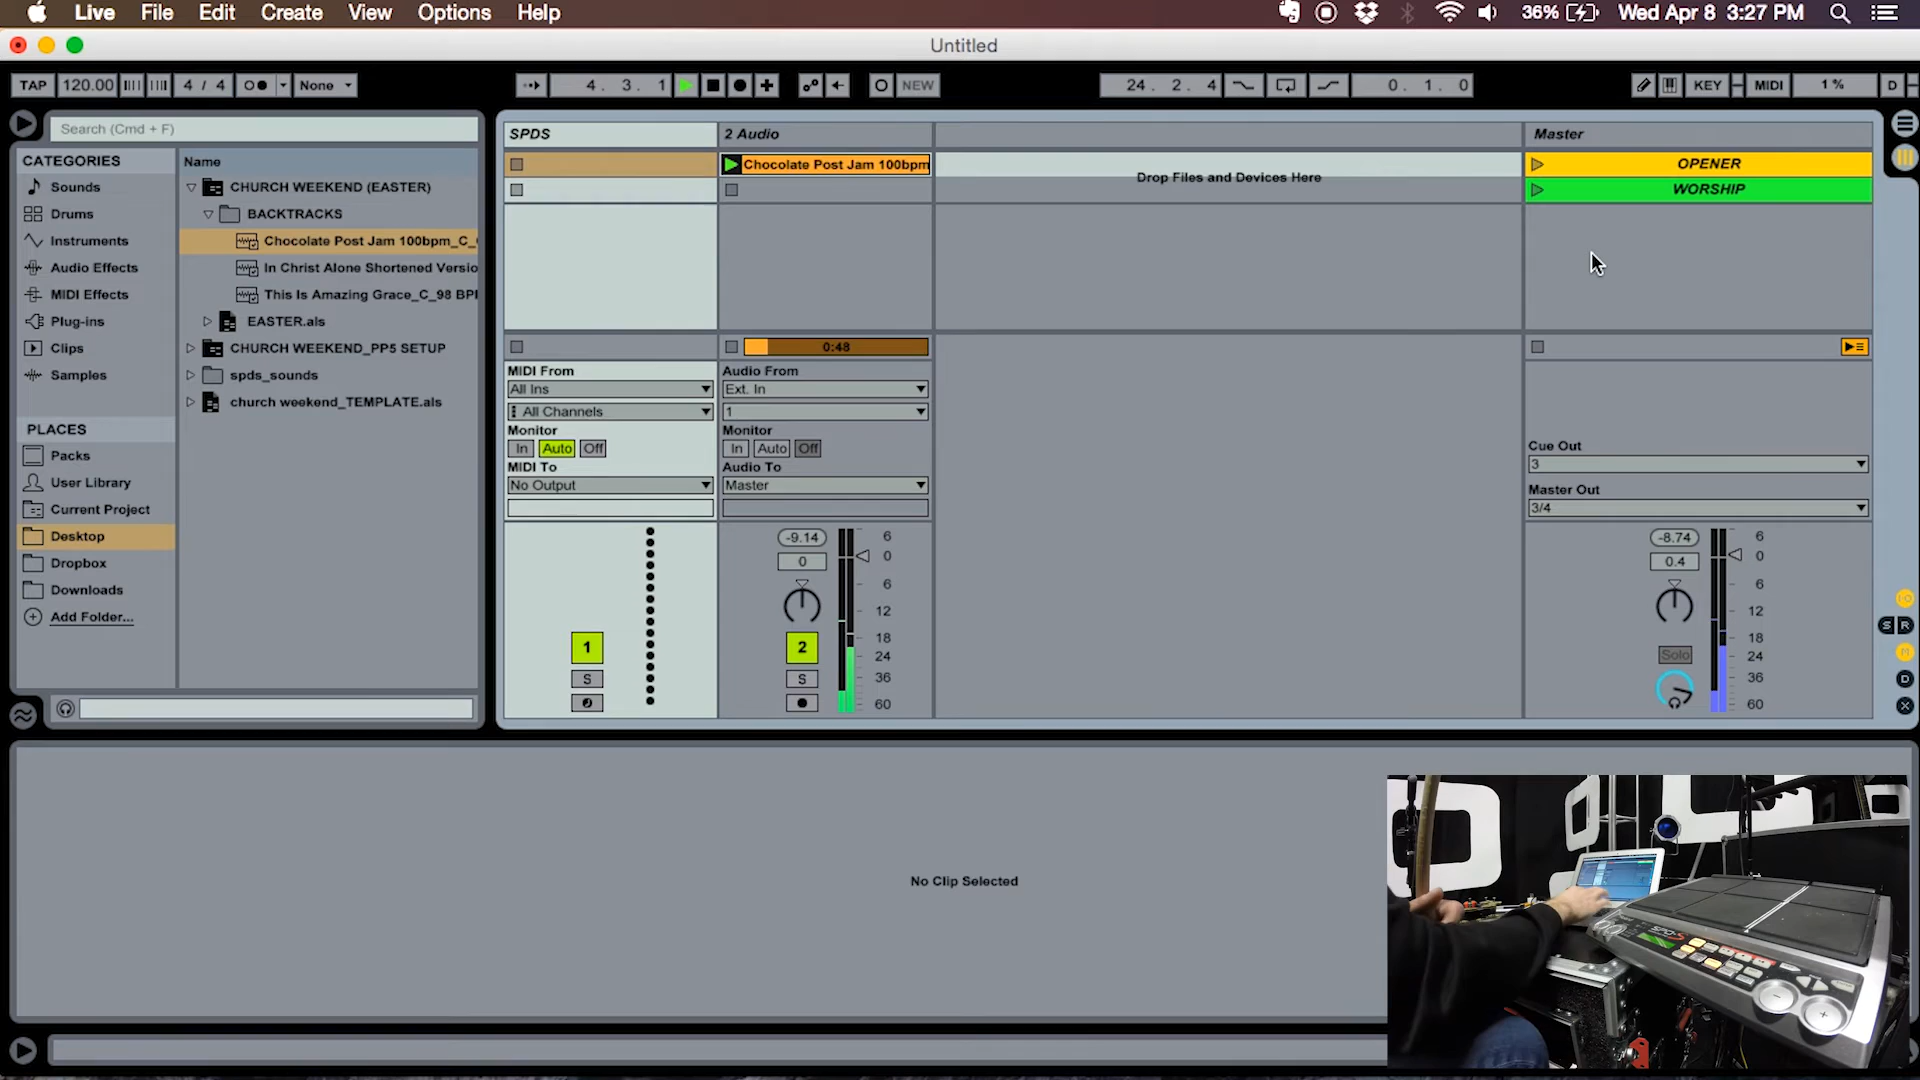 Live File Edit Create View Options Help 36% Wed Apr 8 3:27 PM
Untitled
TAP 120.00 4 / 4 None 4. 3. 1 NEW 24. 2. 4 0. 1. 0 KEY MIDI 1 % D
Search (Cmd + F)
CATEGORIES
Sounds
Drums
Instruments
Audio Effects
MIDI Effects
Plug-ins
Clips
Samples
PLACES
Packs
User Library
Current Project
Desktop
Dropbox
Downloads
Add Folder...
Name
CHURCH WEEKEND (EASTER)
BACKTRACKS
Chocolate Post Jam 100bpm_C_
In Christ Alone Shortened Versio
This Is Amazing Grace_C_98 BP
EASTER.als
CHURCH WEEKEND_PP5 SETUP
spds_sounds
church weekend_TEMPLATE.als
SPDS
2 Audio
Master
Chocolate Post Jam 100bpm
Drop Files and Devices Here
OPENER
WORSHIP
0:48
MIDI From
All Ins
All Channels
Monitor
In Auto Off
MIDI To
No Output
1
S
Audio From
Ext. In
1
Monitor
In Auto Off
Audio To
Master
-9.14
0
2
S
6
0
6
12
18
24
36
60
Cue Out
3
Master Out
3/4
-8.74
0.4
Solo
6
0
6
12
18
24
36
60
S R
M
D
X
No Clip Selected
SPD-S